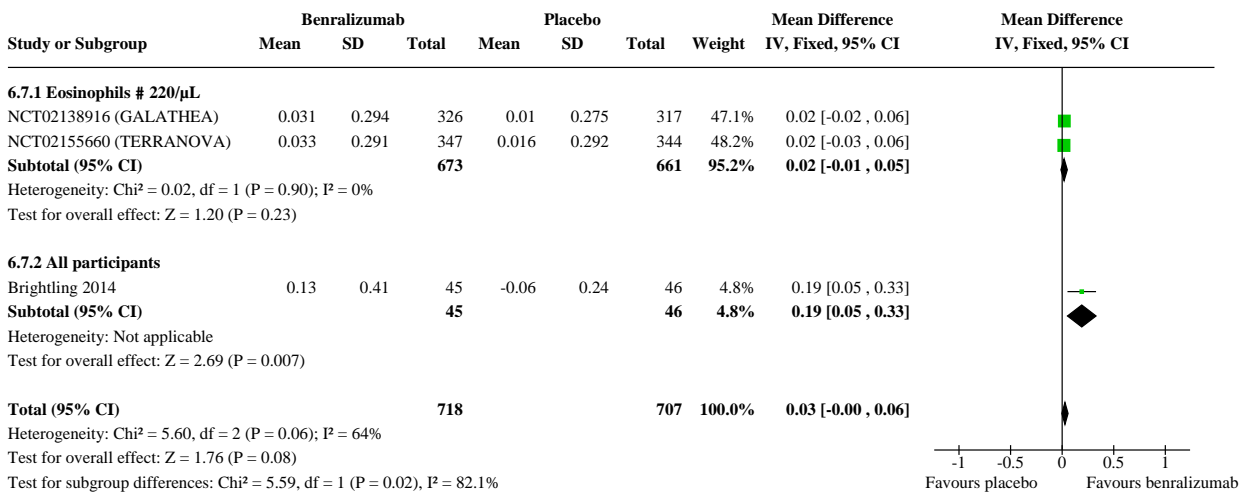 Benralizumab Placebo Mean Difference Mean Difference
Study or Subgroup Mean SD Total Mean SD Total Weight IV, Fixed, 95% CI IV, Fixed, 95% CI
6.7.1 Eosinophils # 220/µL
NCT02138916 (GALATHEA) 0.031 0.294 326 0.01 0.275 317 47.1% 0.02 [-0.02 , 0.06]
NCT02155660 (TERRANOVA) 0.033 0.291 347 0.016 0.292 344 48.2% 0.02 [-0.03 , 0.06]
Subtotal (95% CI) 673 661 95.2% 0.02 [-0.01 , 0.05]
Heterogeneity: Chi² = 0.02, df = 1 (P = 0.90); I² = 0%
Test for overall effect: Z = 1.20 (P = 0.23)
6.7.2 All participants
Brightling 2014 0.13 0.41 45 -0.06 0.24 46 4.8% 0.19 [0.05 , 0.33]
Subtotal (95% CI) 45 46 4.8% 0.19 [0.05 , 0.33]
Heterogeneity: Not applicable
Test for overall effect: Z = 2.69 (P = 0.007)
Total (95% CI) 718 707 100.0% 0.03 [-0.00 , 0.06]
Heterogeneity: Chi² = 5.60, df = 2 (P = 0.06); I² = 64%
Test for overall effect: Z = 1.76 (P = 0.08)
-1 -0.5 0 0.5 1
Test for subgroup differences: Chi² = 5.59, df = 1 (P = 0.02), I² = 82.1% Favours placebo Favours benralizumab